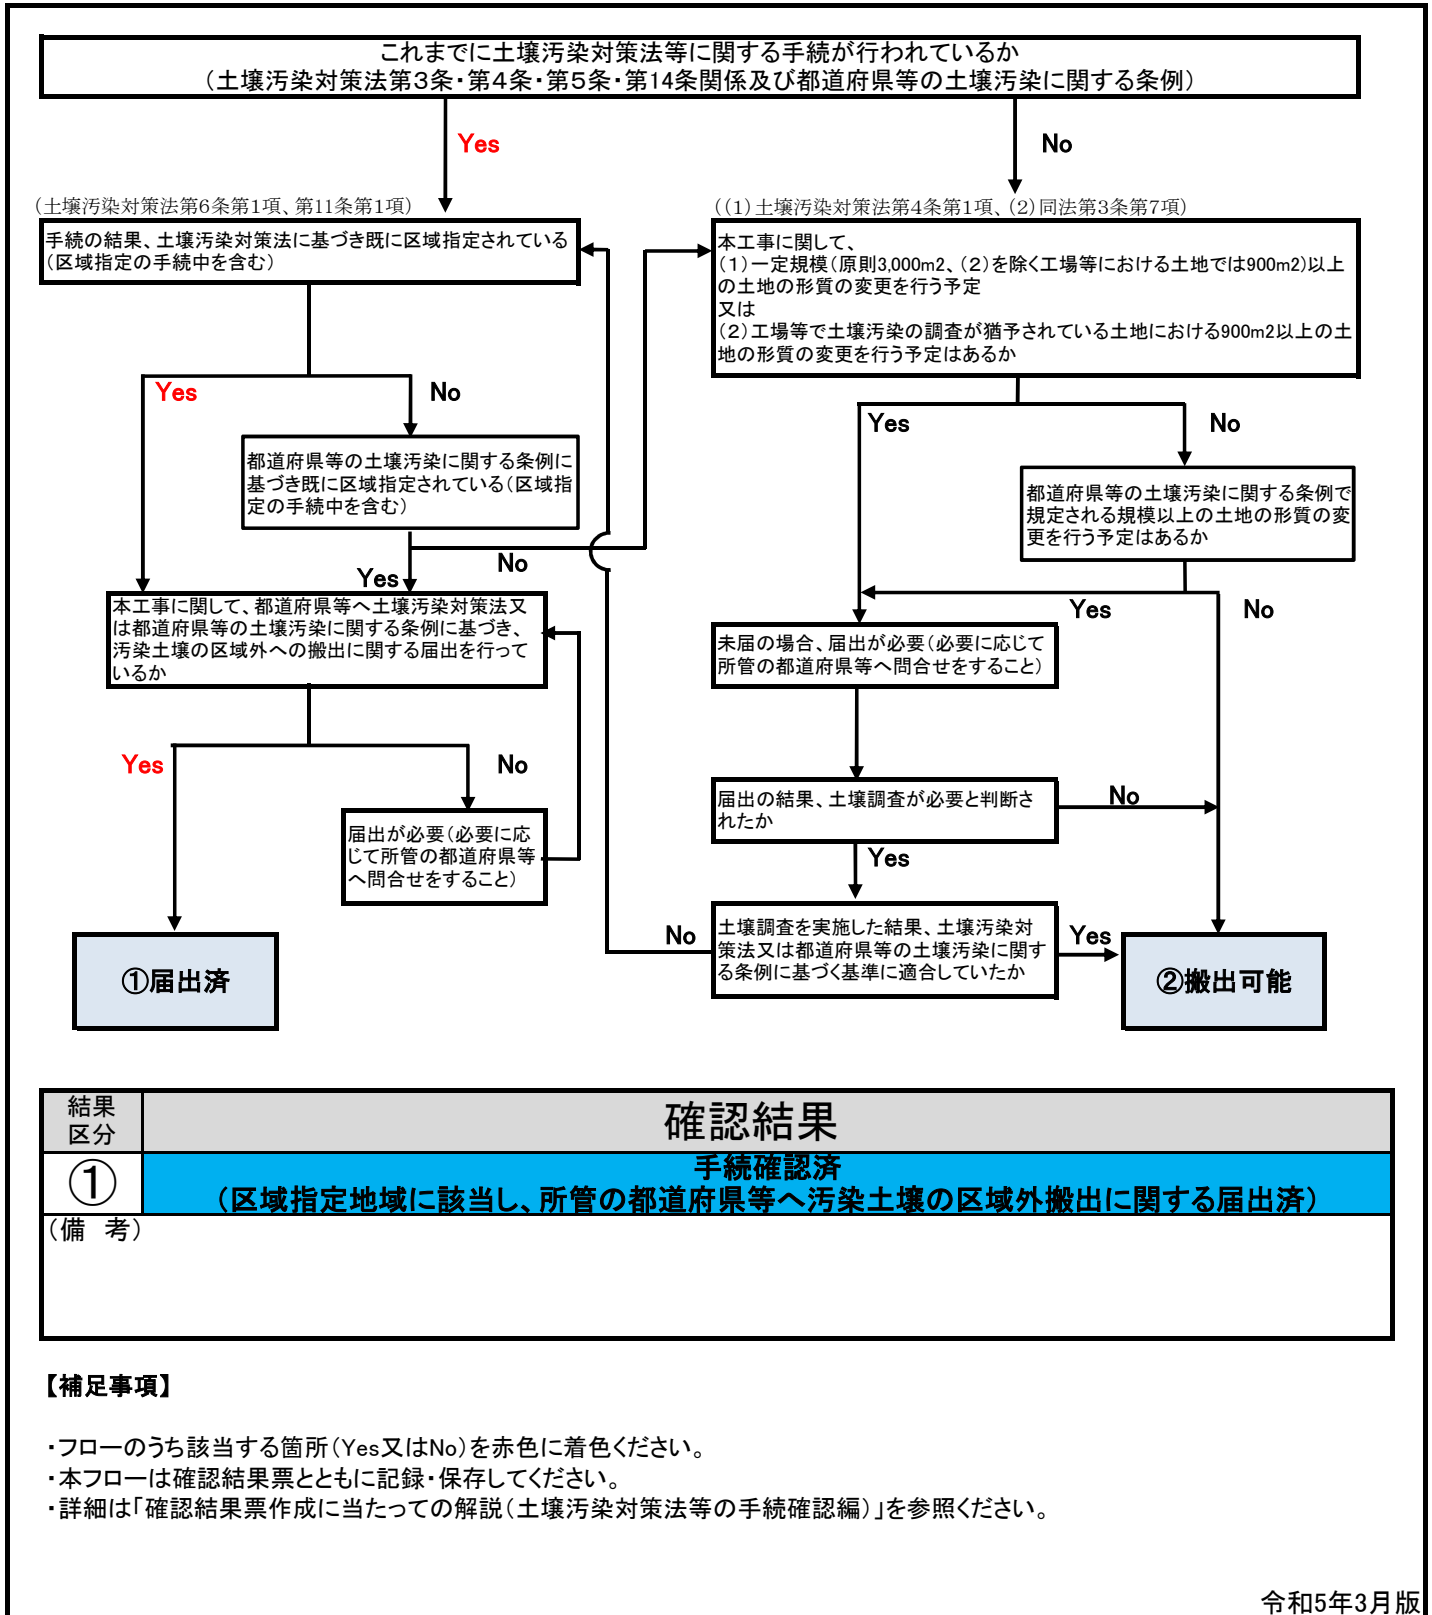 これまでに土壌汚染対策法等に関する手続が行われているか
（土壌汚染対策法第３条・第４条・第５条・第14条関係及び都道府県等の土壌汚染に関する条例）
Yes
No
（土壌汚染対策法第6条第1項、第11条第1項）
手続の結果、土壌汚染対策法に基づき既に区域指定されている
（区域指定の手続中を含む）
（（1）土壌汚染対策法第4条第1項、（2）同法第3条第7項）
本工事に関して、
（１）一定規模（原則3,000m2、（２）を除く工場等における土地では900m2）以上
の土地の形質の変更を行う予定
又は
（２）工場等で土壌汚染の調査が猶予されている土地における900m2以上の土
地の形質の変更を行う予定はあるか
Yes
No
Yes
No
都道府県等の土壌汚染に関する条例に
基づき既に区域指定されている（区域指
定の手続中を含む）
都道府県等の土壌汚染に関する条例で
規定される規模以上の土地の形質の変
更を行う予定はあるか
No
Yes
Yes
No
本工事に関して、都道府県等へ土壌汚染対策法又
は都道府県等の土壌汚染に関する条例に基づき、
汚染土壌の区域外への搬出に関する届出を行って
いるか
未届の場合、届出が必要（必要に応じて
所管の都道府県等へ問合せをすること）
Yes
No
届出の結果、土壌調査が必要と判断さ
れたか
No
届出が必要（必要に応
じて所管の都道府県等
へ問合せをすること）
Yes
土壌調査を実施した結果、土壌汚染対
策法又は都道府県等の土壌汚染に関す
る条例に基づく基準に適合していたか
No
Yes
①届出済
②搬出可能
結果
区分
確認結果
①
手続確認済
（区域指定地域に該当し、所管の都道府県等へ汚染土壌の区域外搬出に関する届出済）
（備　考）
【補足事項】
・フローのうち該当する箇所（Yes又はNo）を赤色に着色ください。
・本フローは確認結果票とともに記録・保存してください。
・詳細は「確認結果票作成に当たっての解説（土壌汚染対策法等の手続確認編）」を参照ください。
令和5年3月版